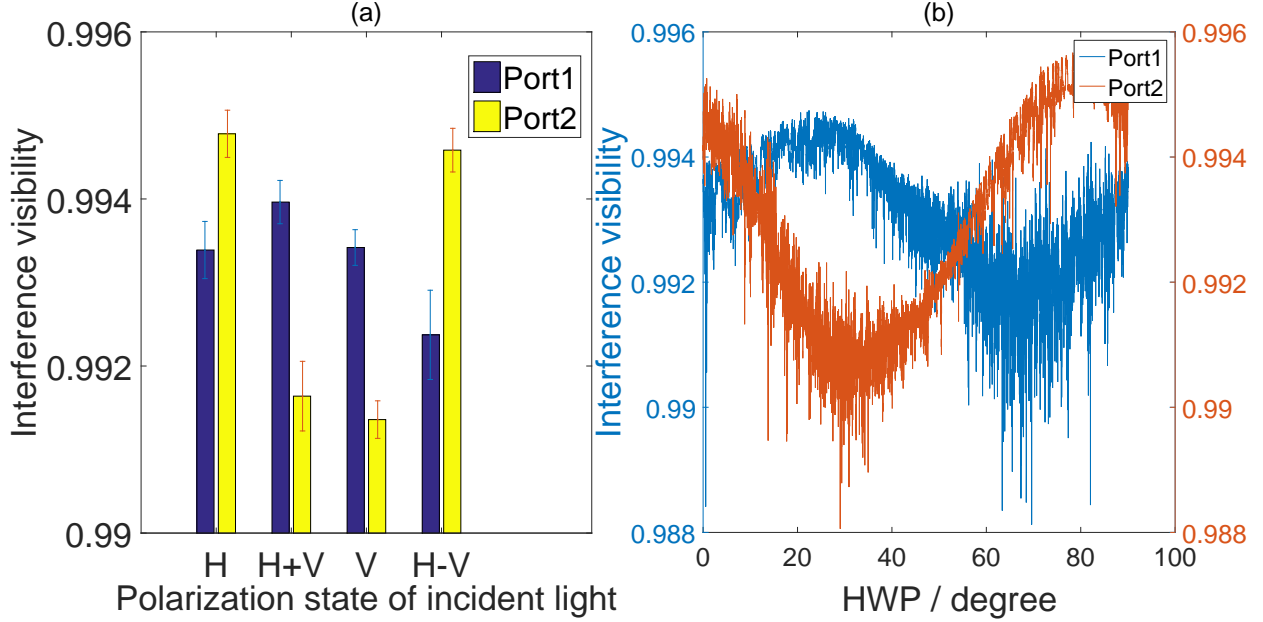 (a)
0.996
0.994
0.992
0.99
Interference visibility
Port1
Port2
H H+V V H-V
Polarization state of incident light
(b)
0.996
0.994
0.992
0.99
0.988
Interference visibility
Port1
Port2
0.996
0.994
0.992
0.99
0.988
0 20 40 60 80 100
HWP / degree